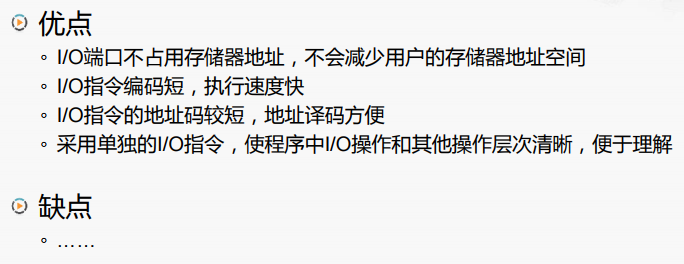 优点
I/O端口不占用存储器地址，不会减少用户的存储器地址空间
I/O指令编码短，执行速度快
I/O指令的地址码较短，地址译码方便
采用单独的I/O指令，使程序中I/O操作和其他操作层次清晰，便于理解
缺点
……